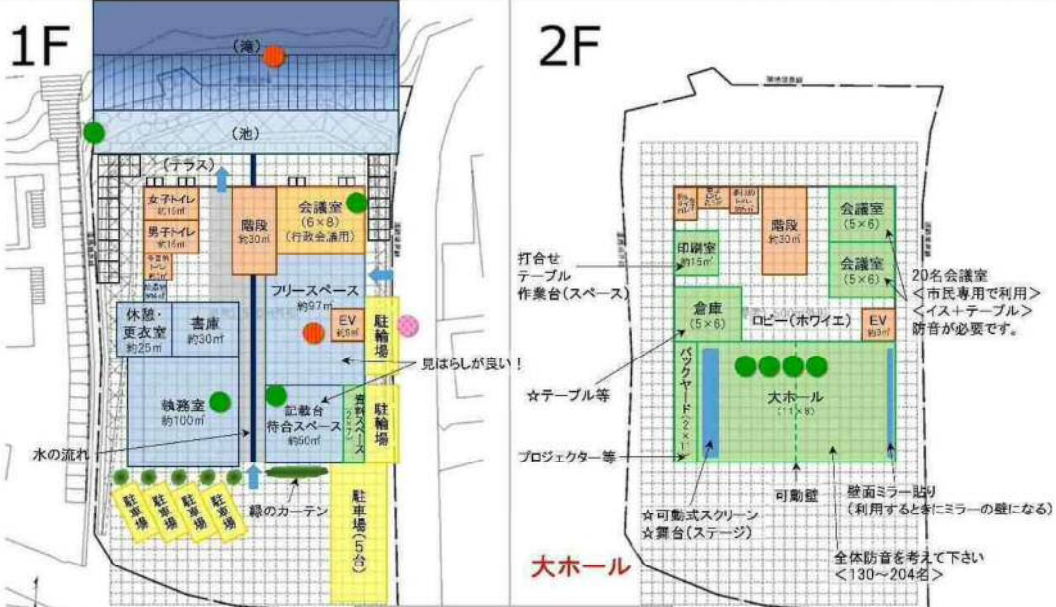 1F
(滝)
(池)
(テラス)
女子トイレ
約16㎡
男子トイレ
約16㎡
階段
約30㎡
会議室
(6×8)
(行政会議用)
フリースペース
約97㎡
休憩・
更衣室
約25㎡
書庫
約30㎡
EV
駐輪場
見はらしが良い！
執務室
約100㎡
記載台
待合スペース
約60㎡
駐輪場
水の流れ
緑のカーテン
駐車場
駐車場
駐車場
駐車場
駐車場(5台)
2F
階段
約30㎡
会議室
(5×6)
会議室
(5×6)
印刷室
約15㎡
打合せ
テーブル
作業台(スペース)
20名会議室
＜市民専用で利用＞
＜イス＋テーブル＞
防音が必要です。
倉庫
(5×6)
ロビー(ホワイエ)
EV
☆テーブル等
バックヤード
大ホール
(11×8)
プロジェクター等
可動壁
壁面ミラー貼り
(利用するときにミラーの壁になる)
☆可動式スクリーン
☆舞台(ステージ)
大ホール
全体防音を考えて下さい
＜130～204名＞